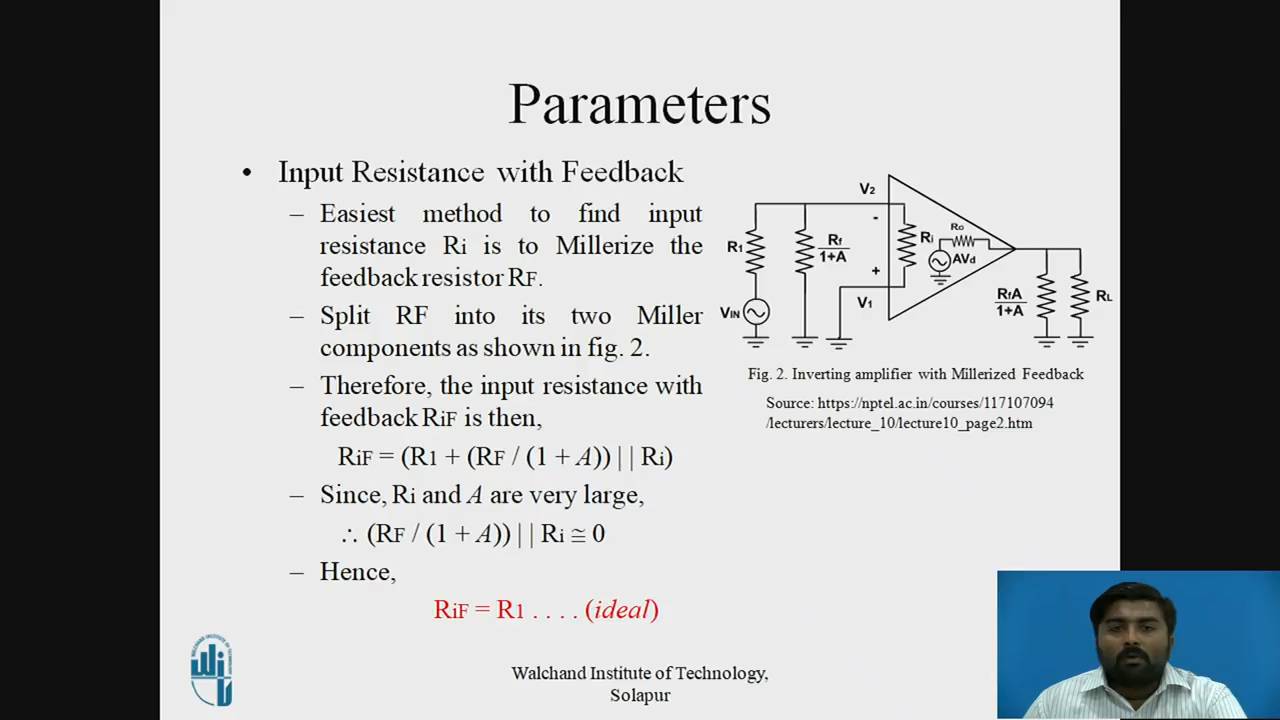 Parameters
• Input Resistance with Feedback
– Easiest method to find input
resistance Ri is to Millerize the
feedback resistor RF.
– Split RF into its two Miller
components as shown in fig. 2.
– Therefore, the input resistance with
feedback RiF is then,
RiF = (R1 + (RF / (1 + A)) || Ri)
– Since, Ri and A are very large,
∴ (RF / (1 + A)) || Ri ≅ 0
– Hence,
RiF = R1 . . . . (ideal)
V2
-
R1
Rf
1+A
Ri
Ro
AVd
+
V1
VIN
RfA
1+A
RL
Fig. 2. Inverting amplifier with Millerized Feedback
Source: https://nptel.ac.in/courses/117107094
/lecturers/lecture_10/lecture10_page2.htm
Walchand Institute of Technology,
Solapur